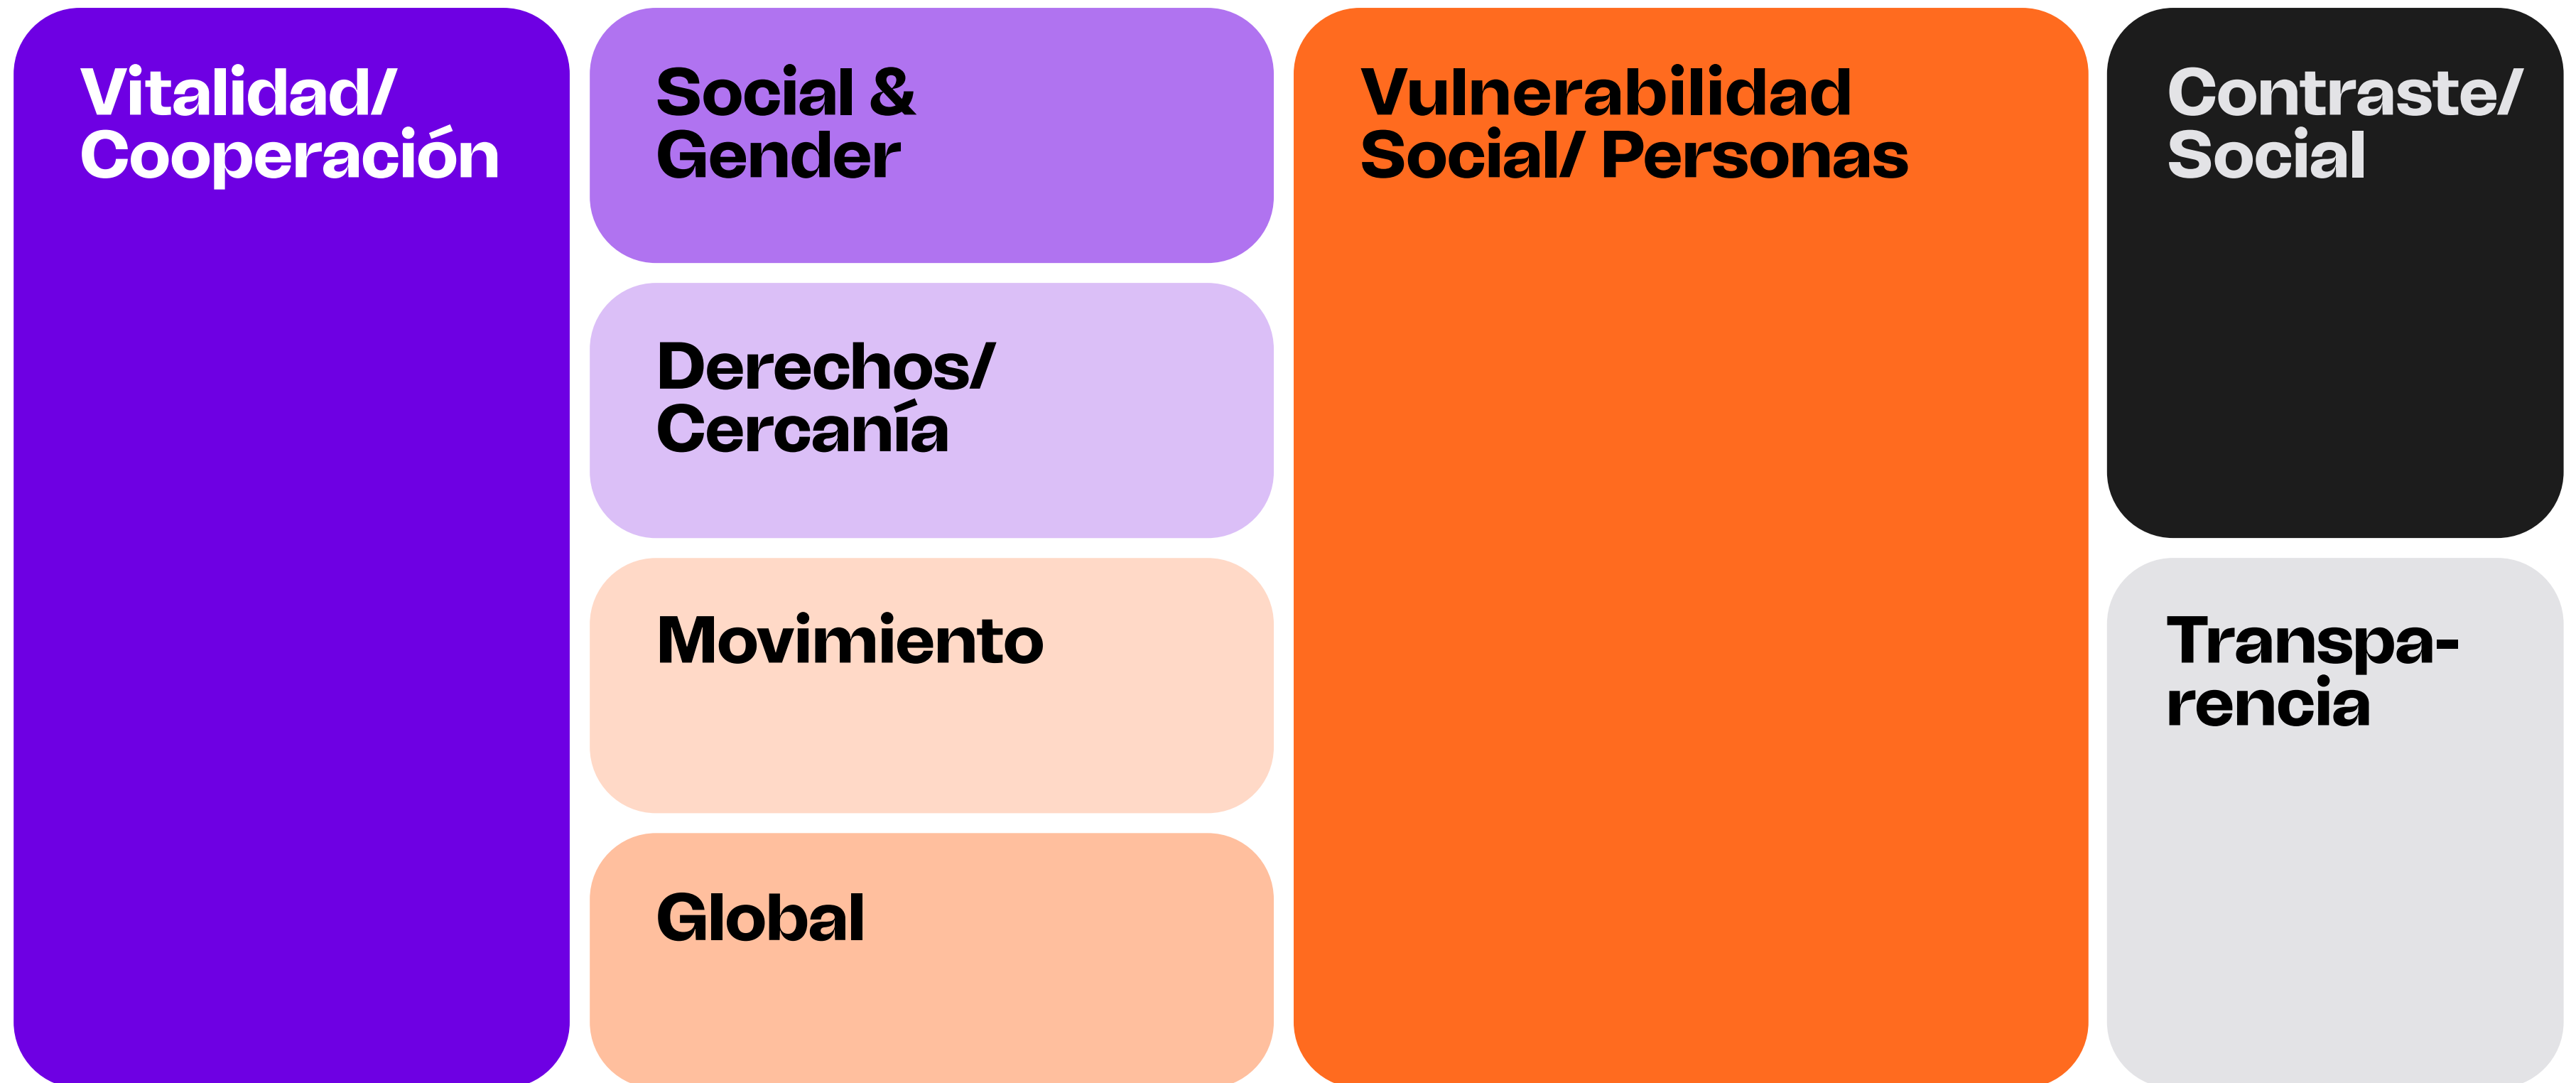 Vitalidad/
Cooperación
Social &
Gender
Derechos/
Cercanía
Movimiento
Global
Vulnerabilidad
Social/ Personas
Contraste/
Social
Transpa-
rencia